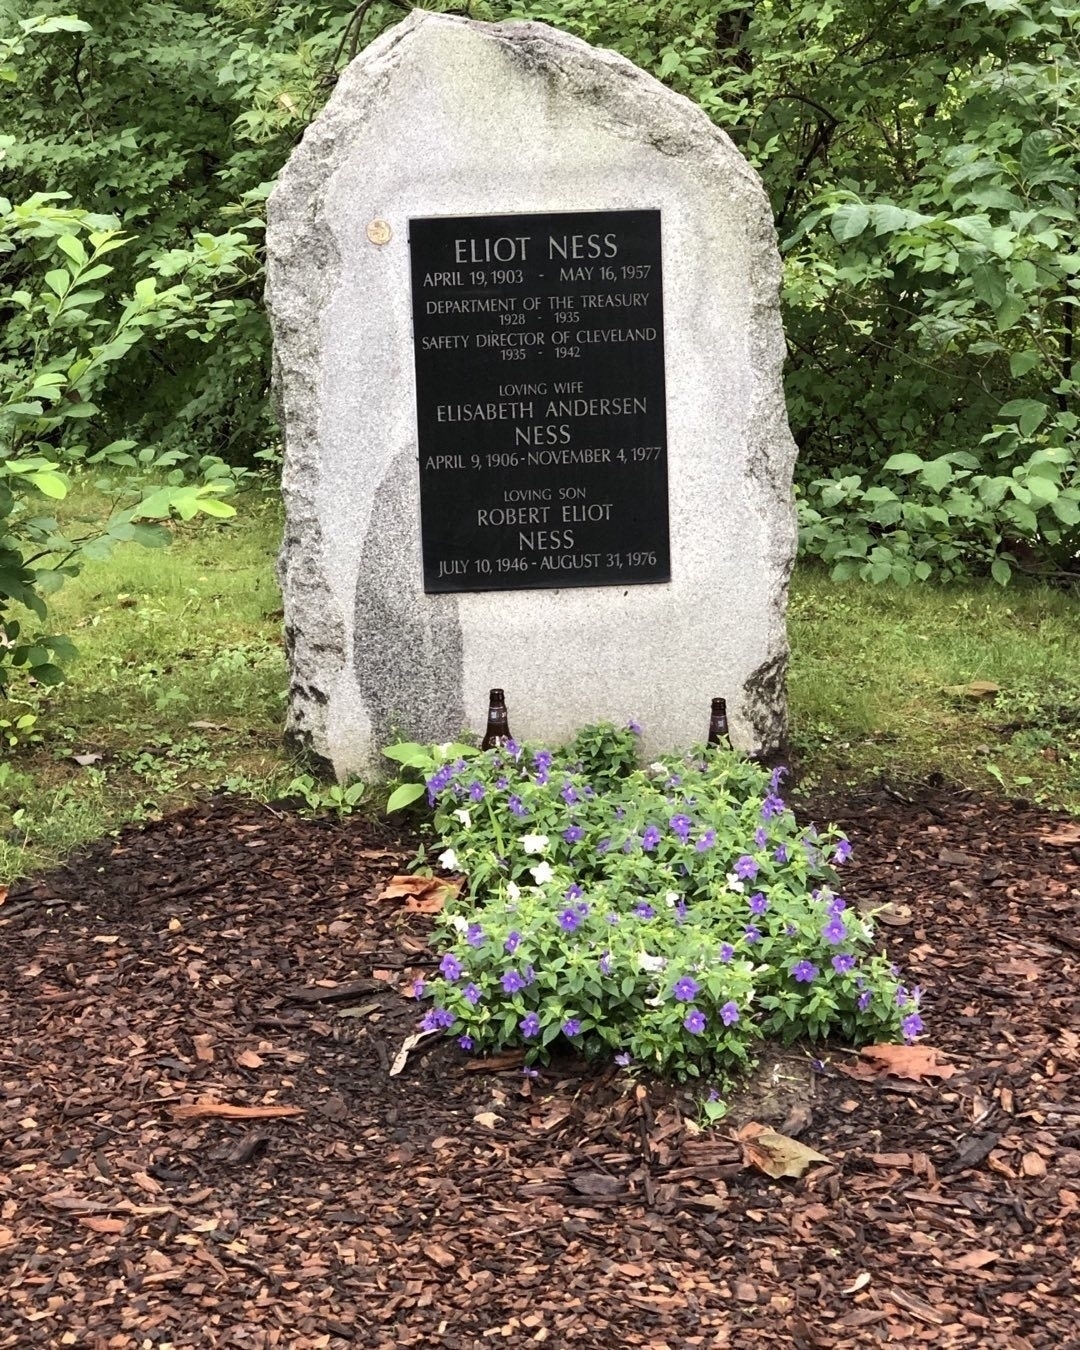 ELIOT NESS
APRIL 19, 1903 - MAY 16, 1957
DEPARTMENT OF THE TREASURY
1928 - 1935
SAFETY DIRECTOR OF CLEVELAND
1935 - 1942
LOVING WIFE
ELISABETH ANDERSEN
NESS
APRIL 9, 1906-NOVEMBER 4, 1977
LOVING SON
ROBERT ELIOT
NESS
JULY 10, 1946 - AUGUST 31, 1976